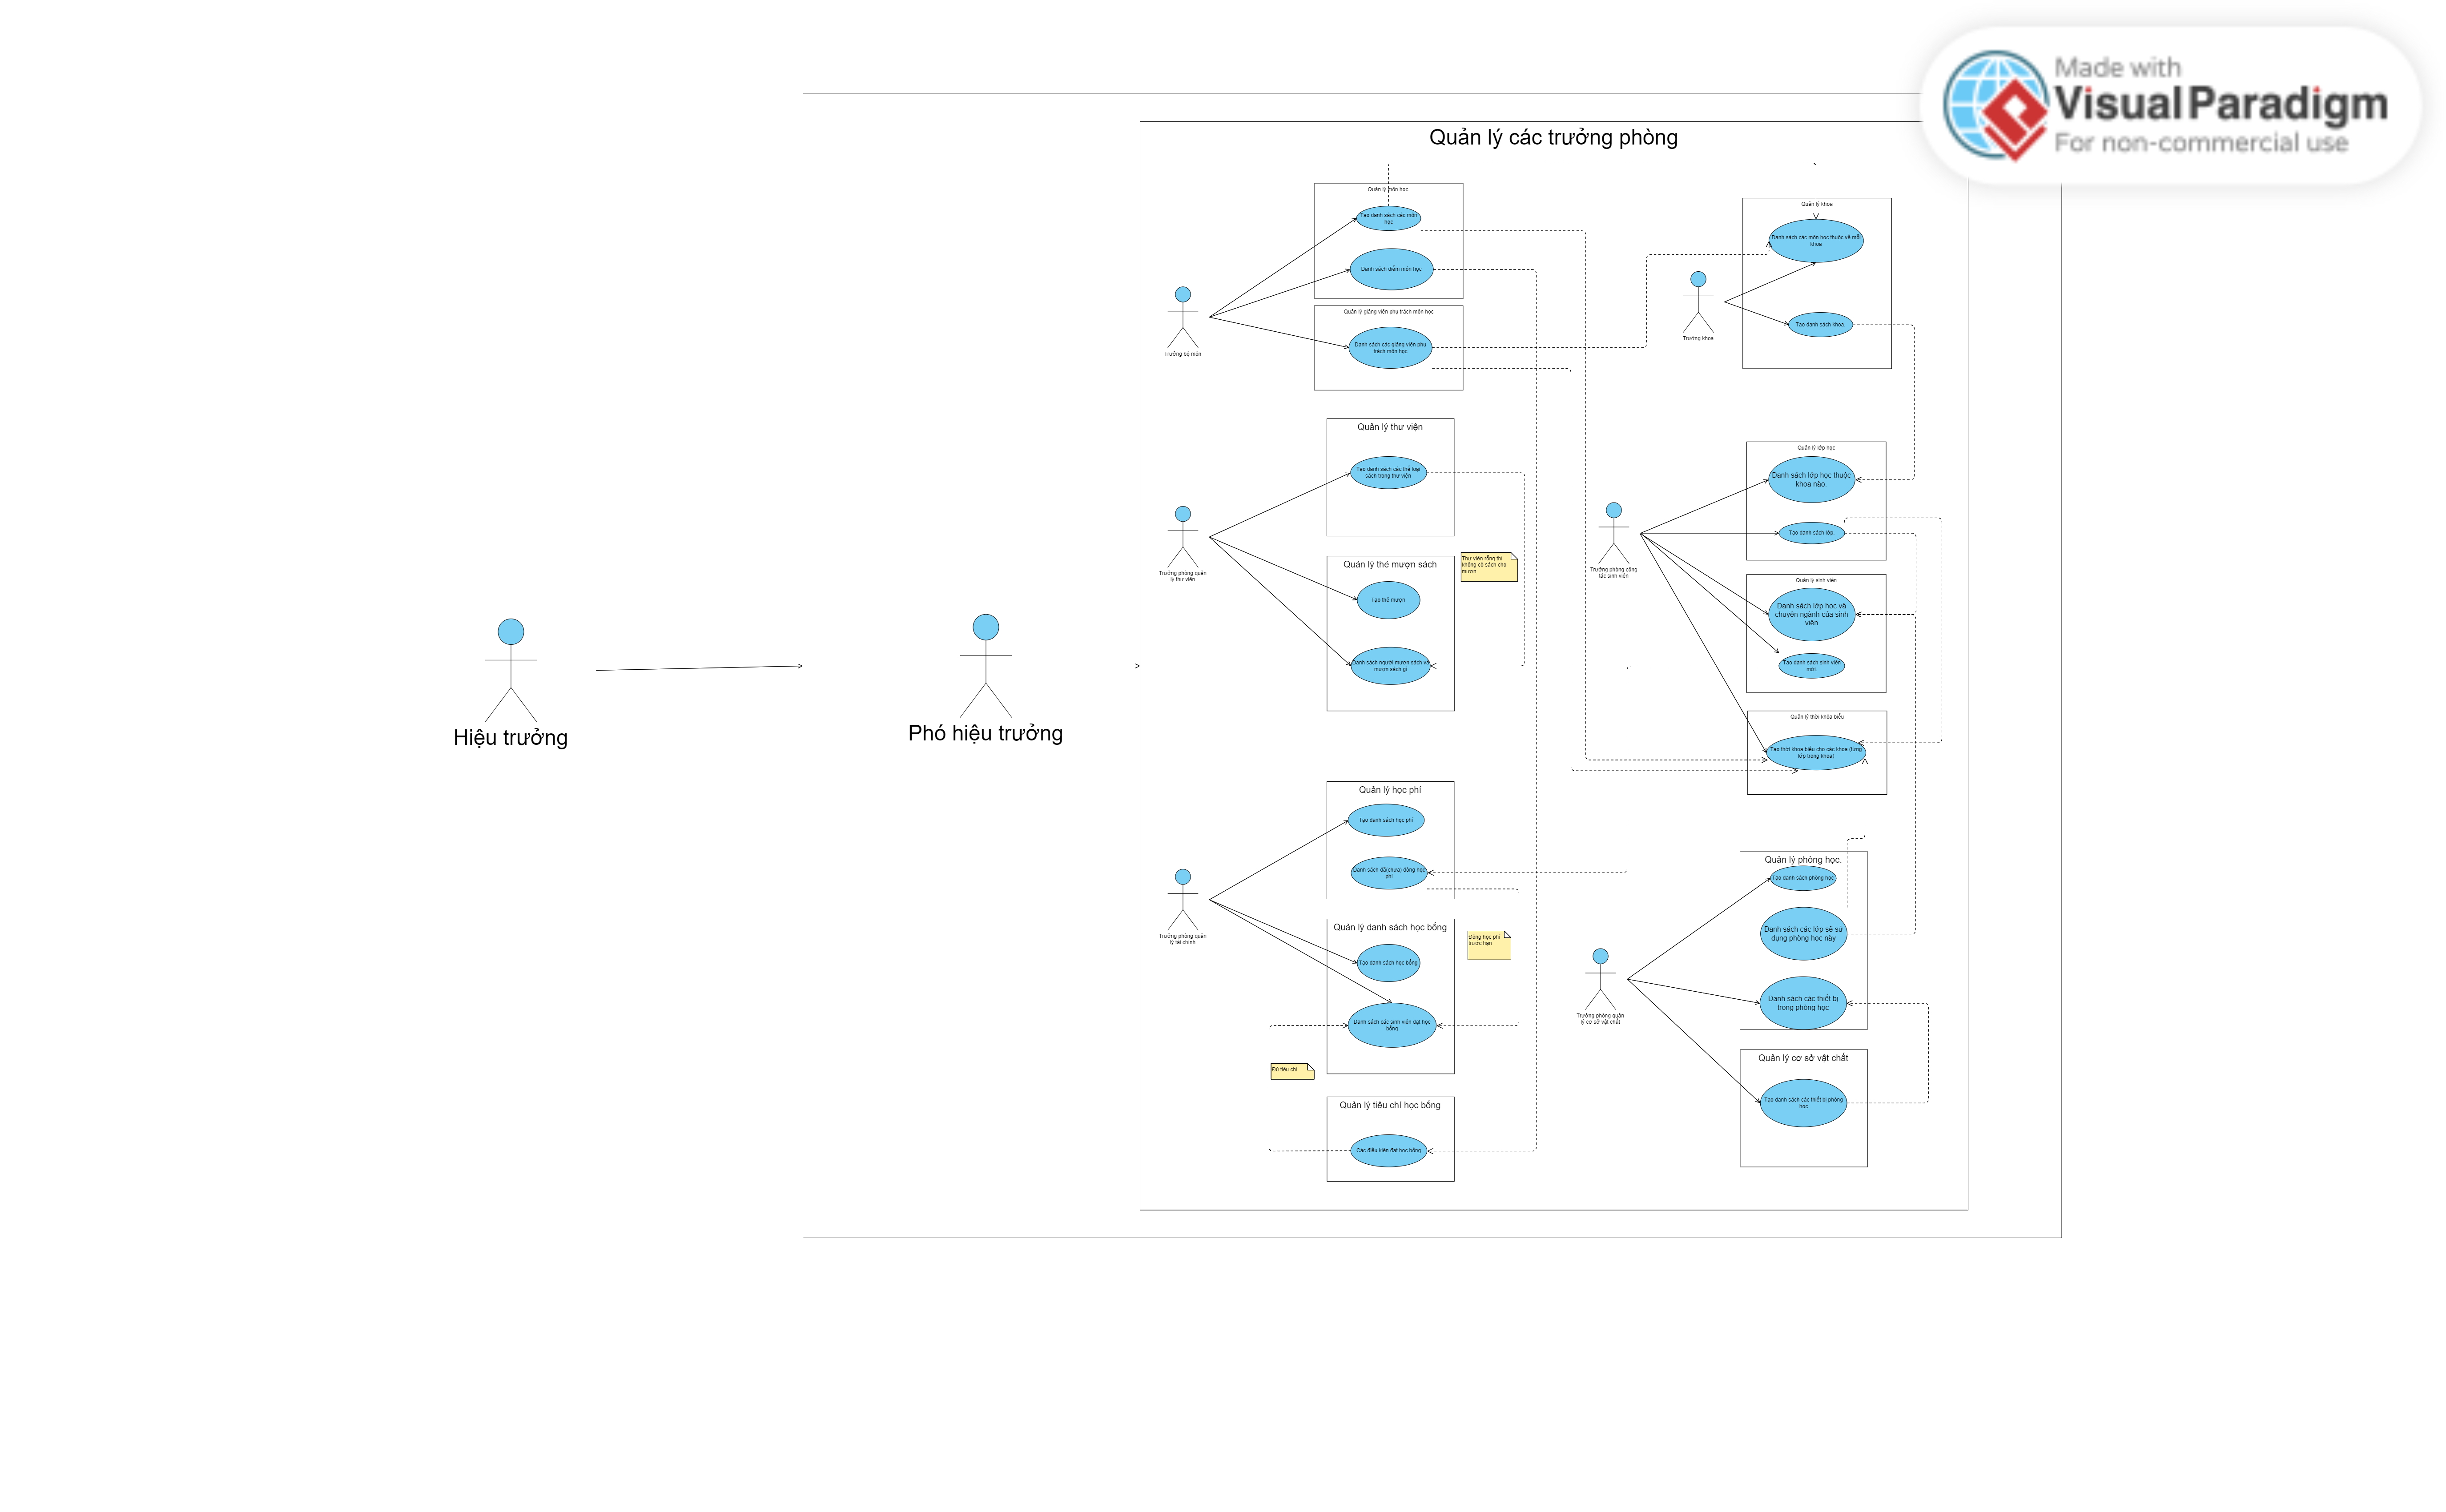 Made with
Visual Paradigm
For non-commercial use
Quản lý các trưởng phòng
Quản lý môn học
Tạo danh sách các môn
học
Danh sách điểm môn học
Quản lý giảng viên phụ trách môn học
Danh sách các giảng viên phụ
trách môn học
Trưởng bộ môn
Quản lý khoa
Danh sách các môn học thuộc về mỗi
khoa
Tạo danh sách khoa
Trưởng khoa
Quản lý thư viện
Tạo danh sách các thể loại
sách trong thư viện
Trưởng phòng quản
lý thư viện
Quản lý thẻ mượn sách
Thư viện rỗng thì
không có sách cho
mượn.
Tạo thẻ mượn
Danh sách người mượn sách và
mượn sách gì
Quản lý lớp học
Danh sách lớp học thuộc
khoa nào.
Tạo danh sách lớp
Trưởng phòng công
tác sinh viên
Quản lý sinh viên
Danh sách lớp học và
chuyên ngành của sinh
viên
Tạo danh sách sinh viên
mới.
Quản lý thời khóa biểu
Tạo thời khoa biểu cho các khoa (từng
lớp trong khoa)
Hiệu trưởng
Phó hiệu trưởng
Quản lý học phí
Tạo danh sách học phí
Danh sách đã(chưa) đóng học
phí
Trưởng phòng quản
lý tài chính
Quản lý danh sách học bổng
Đóng học phí
trước hạn
Tạo danh sách học bổng
Danh sách các sinh viên đạt học
bổng
Đủ tiêu chí
Quản lý tiêu chí học bổng
Các điều kiện đạt học bổng
Quản lý phòng học.
Tạo danh sách phòng học
Danh sách các lớp sẽ sử
dụng phòng học này
Danh sách các thiết bị
trong phòng học
Trưởng phòng quản
lý cơ sở vật chất
Quản lý cơ sở vật chất
Tạo danh sách các thiết bị phòng
học